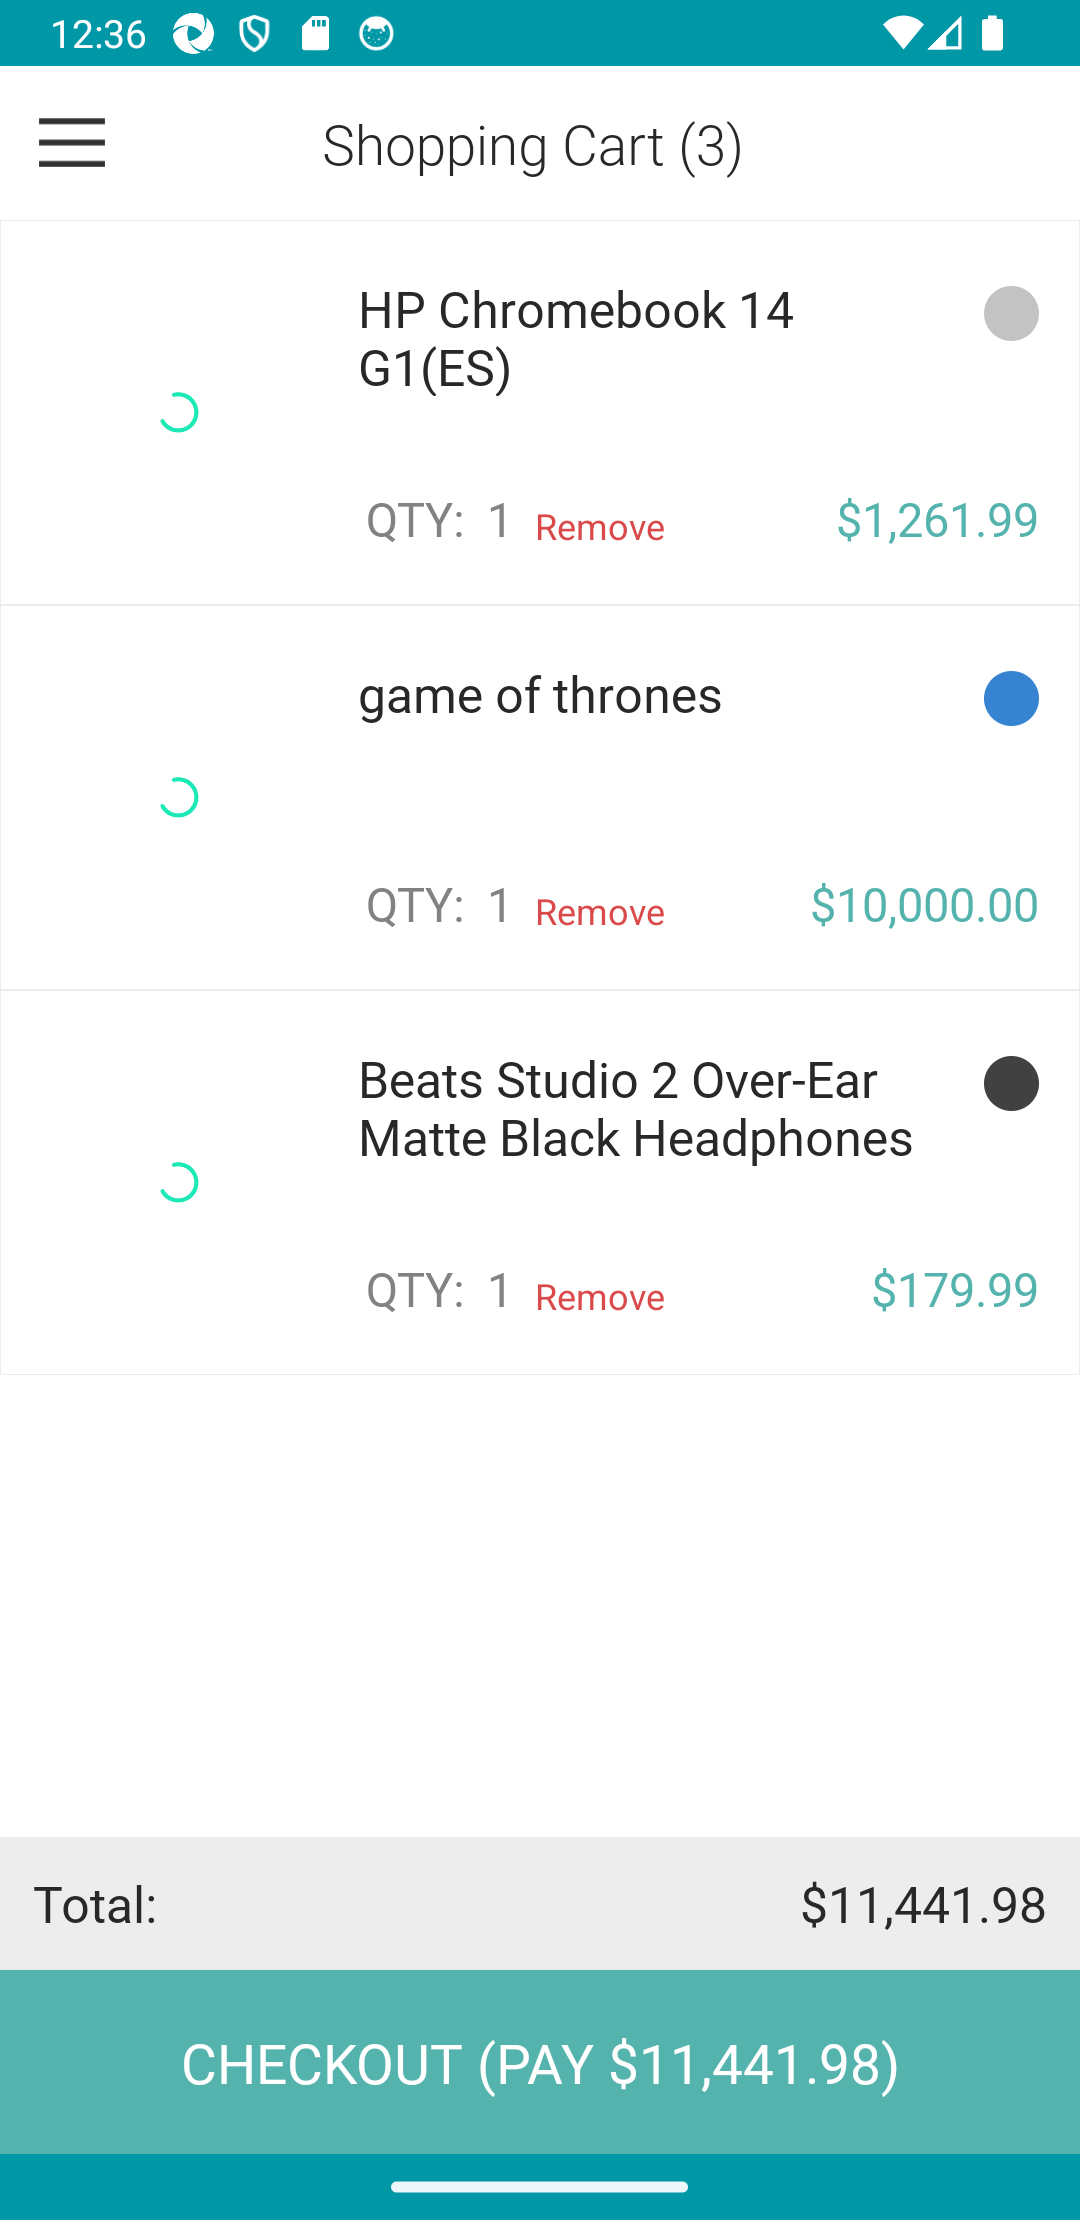 12:36
Shopping Cart (3)
HP Chromebook 14
G1(ES)
QTY: 1 Remove $1,261.99
game of thrones
QTY: 1 Remove $10,000.00
Beats Studio 2 Over-Ear
Matte Black Headphones
QTY: 1 Remove $179.99
Total: $11,441.98
CHECKOUT (PAY $11,441.98)